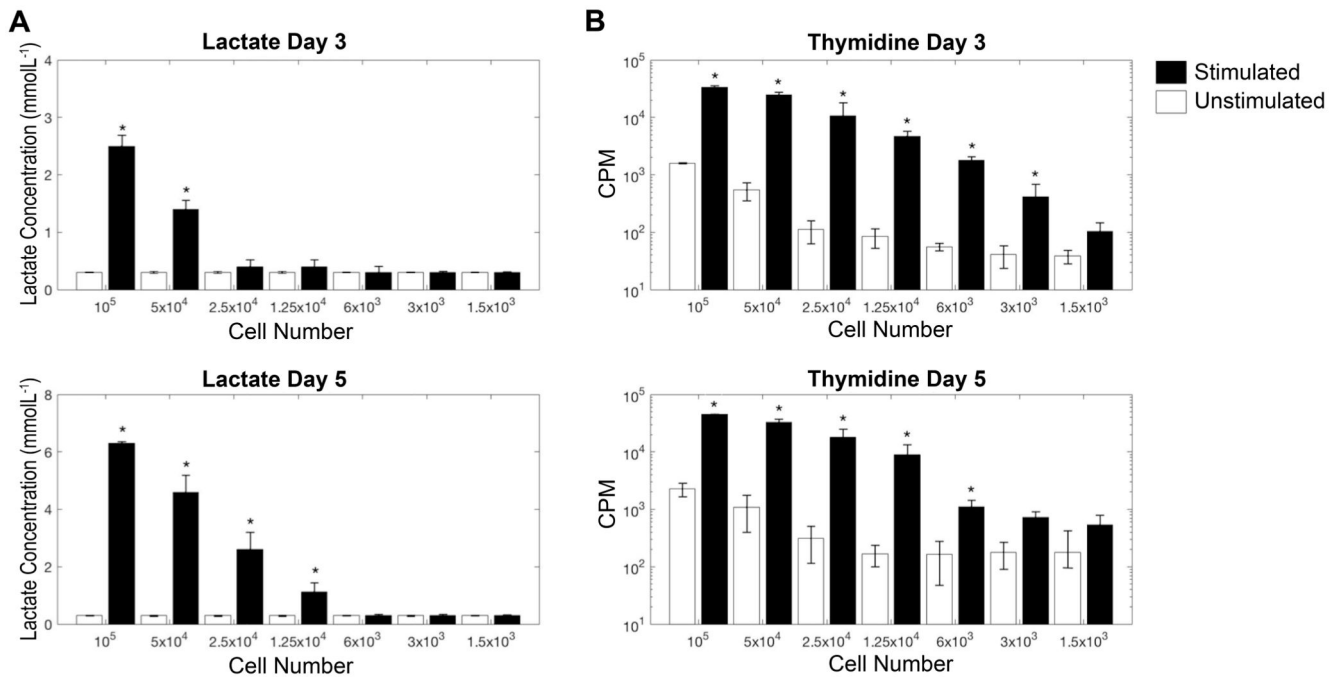 A
Lactate Day 3
Lactate Concentration (mmolL⁻¹)
4
3
2
1
0
10⁵ 5x10⁴ 2.5x10⁴ 1.25x10⁴ 6x10³ 3x10³ 1.5x10³
Cell Number
* *
B
Thymidine Day 3
CPM
10⁵
10⁴
10³
10²
10¹
10⁵ 5x10⁴ 2.5x10⁴ 1.25x10⁴ 6x10³ 3x10³ 1.5x10³
Cell Number
* * * * * *
Stimulated
Unstimulated
Lactate Day 5
Lactate Concentration (mmolL⁻¹)
8
6
4
2
0
10⁵ 5x10⁴ 2.5x10⁴ 1.25x10⁴ 6x10³ 3x10³ 1.5x10³
Cell Number
* * * *
Thymidine Day 5
CPM
10⁵
10⁴
10³
10²
10¹
10⁵ 5x10⁴ 2.5x10⁴ 1.25x10⁴ 6x10³ 3x10³ 1.5x10³
Cell Number
* * * * *